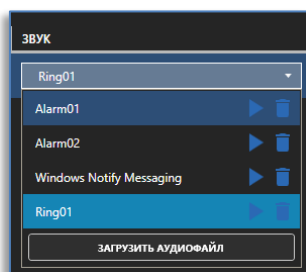 ЗВУК
Ring01
Alarm01
Alarm02
Windows Notify Messaging
Ring01
ЗАГРУЗИТЬ АУДИОФАЙЛ